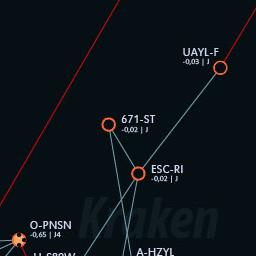 UAYL-F
-0,03 | J
671-ST
-0,02 | J
ESC-RI
-0,02 | J
Kraken
O-PNSN
-0,65 | J4
A-HZYL